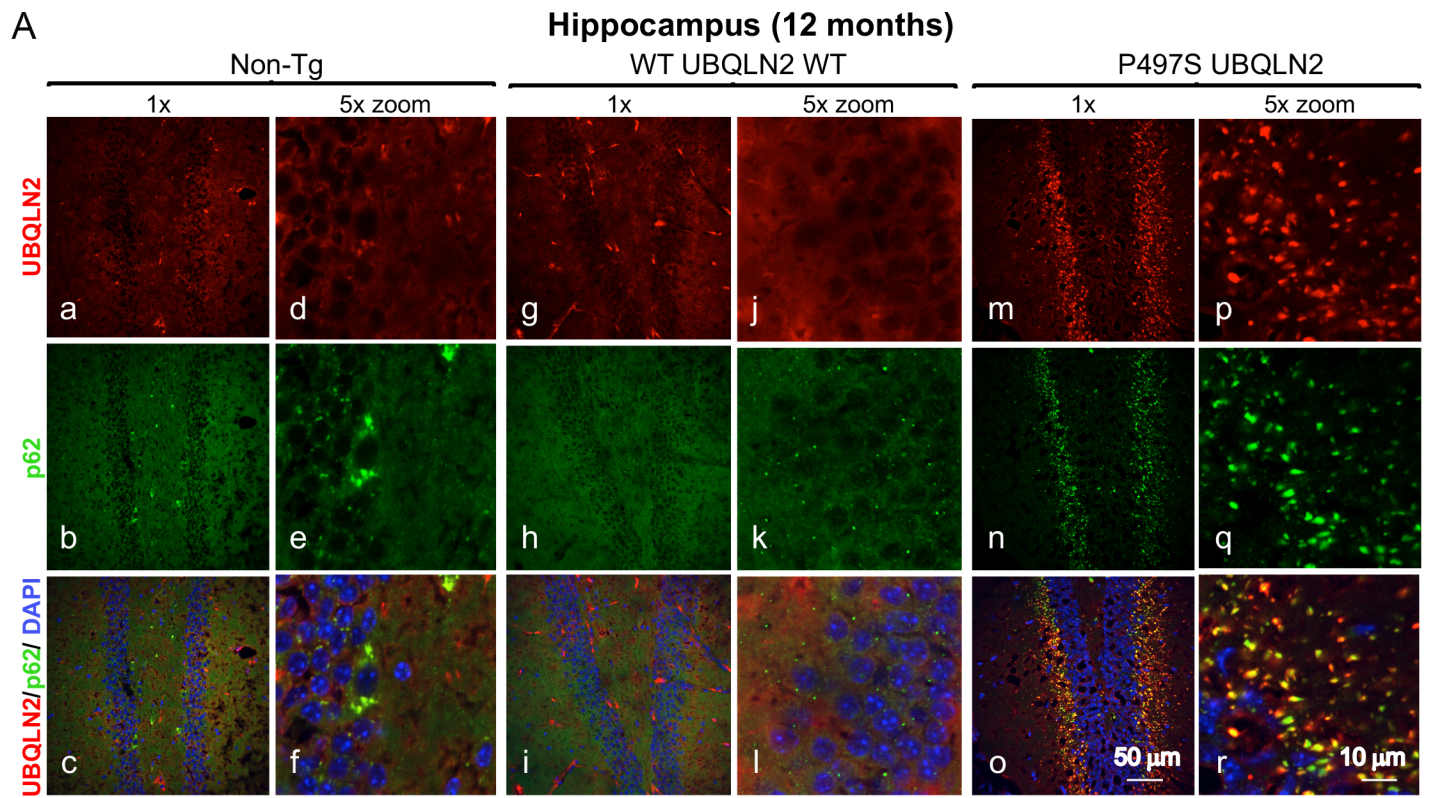 A
Hippocampus (12 months)
Non-Tg
WT UBQLN2 WT
P497S UBQLN2
1x
5x zoom
1x
5x zoom
1x
5x zoom
UBQLN2
a
d
g
j
m
p
p62
b
e
h
k
n
q
UBQLN2/p62/ DAPI
c
f
i
l
o
50 μm
r
10 μm